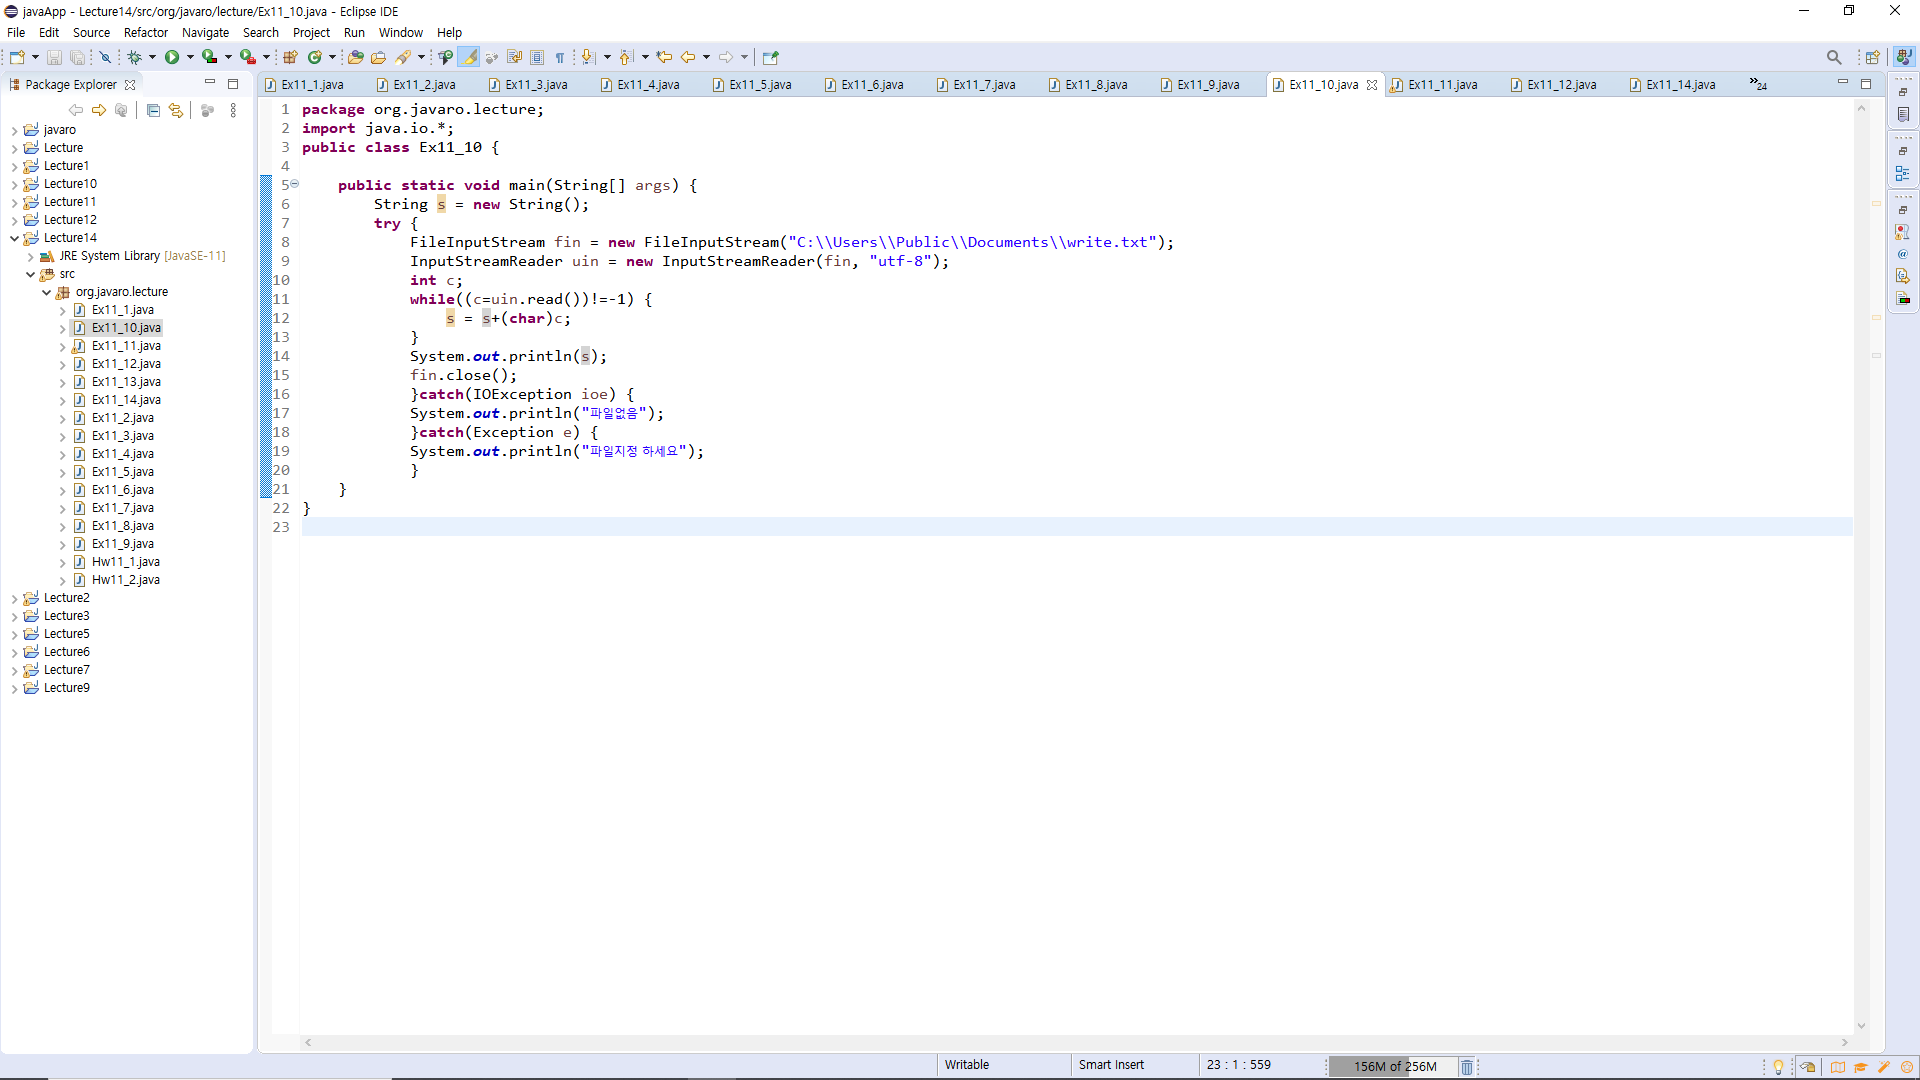 javaApp - Lecture14/src/org/javaro/lecture/Ex11_10.java - Eclipse IDE
File Edit Source Refactor Navigate Search Project Run Window Help
Package Explorer
Ex11_1.java Ex11_2.java Ex11_3.java Ex11_4.java Ex11_5.java Ex11_6.java Ex11_7.java Ex11_8.java Ex11_9.java Ex11_10.java Ex11_11.java Ex11_12.java Ex11_14.java »24
javaro
Lecture
Lecture1
Lecture10
Lecture11
Lecture12
Lecture14
JRE System Library [JavaSE-11]
src
org.javaro.lecture
Ex11_1.java
Ex11_10.java
Ex11_11.java
Ex11_12.java
Ex11_13.java
Ex11_14.java
Ex11_2.java
Ex11_3.java
Ex11_4.java
Ex11_5.java
Ex11_6.java
Ex11_7.java
Ex11_8.java
Ex11_9.java
Hw11_1.java
Hw11_2.java
Lecture2
Lecture3
Lecture5
Lecture6
Lecture7
Lecture9
1 package org.javaro.lecture;
2 import java.io.*;
3 public class Ex11_10 {
4
5 public static void main(String[] args) {
6 String s = new String();
7 try {
8 FileInputStream fin = new FileInputStream("C:\\Users\\Public\\Documents\\write.txt");
9 InputStreamReader uin = new InputStreamReader(fin, "utf-8");
10 int c;
11 while((c=uin.read())!=-1) {
12 s = s+(char)c;
13 }
14 System.out.println(s);
15 fin.close();
16 }catch(IOException ioe) {
17 System.out.println("파일없음");
18 }catch(Exception e) {
19 System.out.println("파일지정 하세요");
20 }
21 }
22 }
23
Writable Smart Insert 23 : 1 : 559 156M of 256M